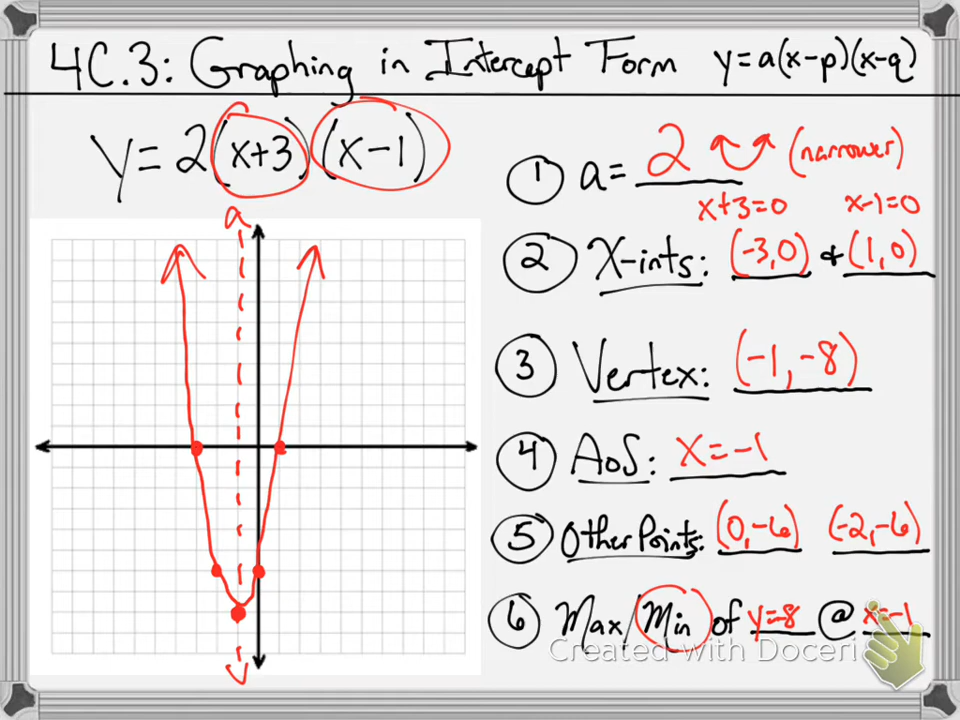 4C.3: Graphing in Intercept Form y=a(x-p)(x-q)
y=2(x+3)(x-1)
① a= 2 (narrower)
x+3=0 x-1=0
② X-ints: (-3,0) & (1,0)
③ Vertex: (-1,-8)
④ AoS: x=-1
⑤ Other Points: (0,-6) (-2,-6)
⑥ Max/Min of y=-8 @ x=-1
a
Created with Doceri